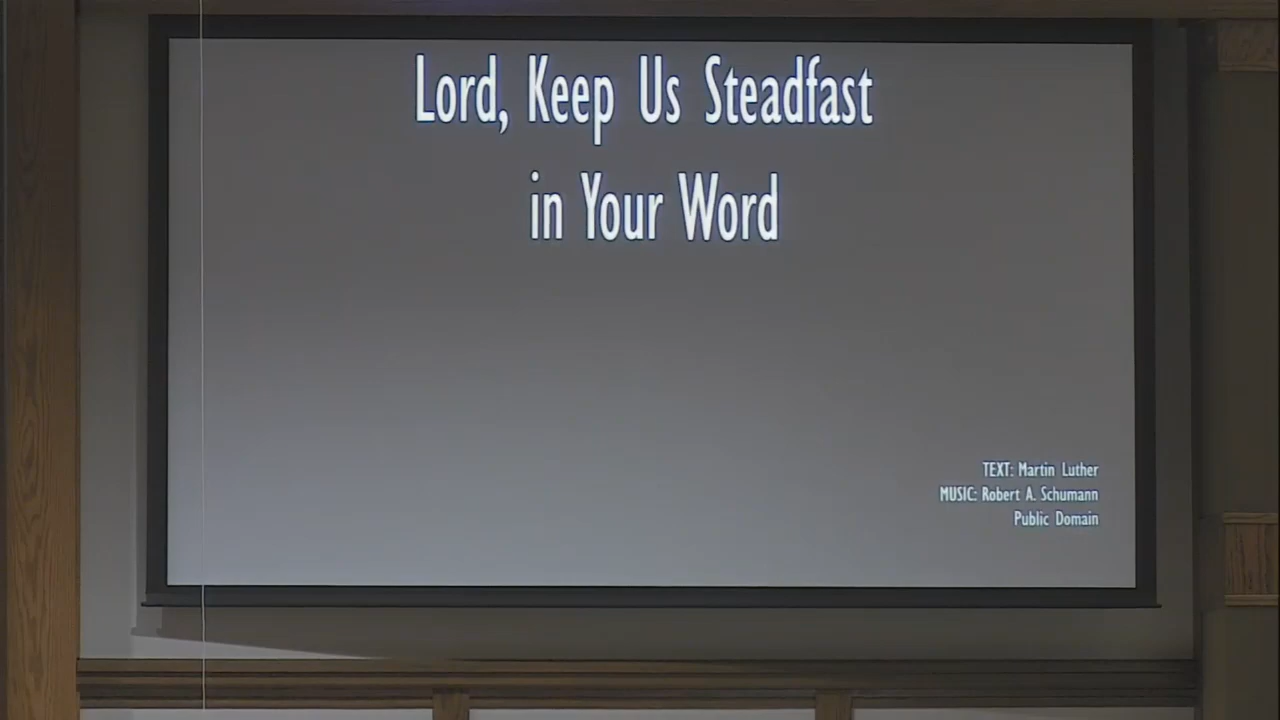 Lord, Keep Us Steadfast
in Your Word
TEXT: Martin Luther
MUSIC: Robert A. Schumann
Public Domain